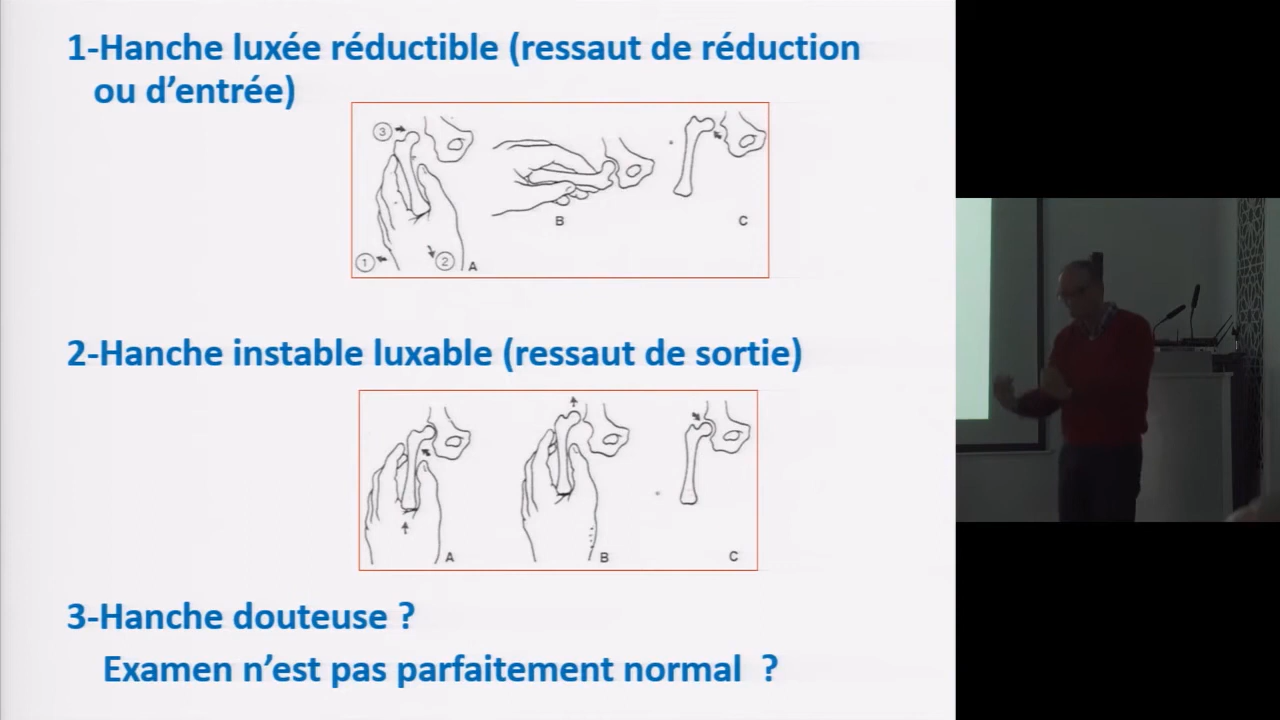 1-Hanche luxée réductible (ressaut de réduction
ou d’entrée)
3
1
2
A
B
C
2-Hanche instable luxable (ressaut de sortie)
A
B
C
3-Hanche douteuse ?
Examen n’est pas parfaitement normal ?